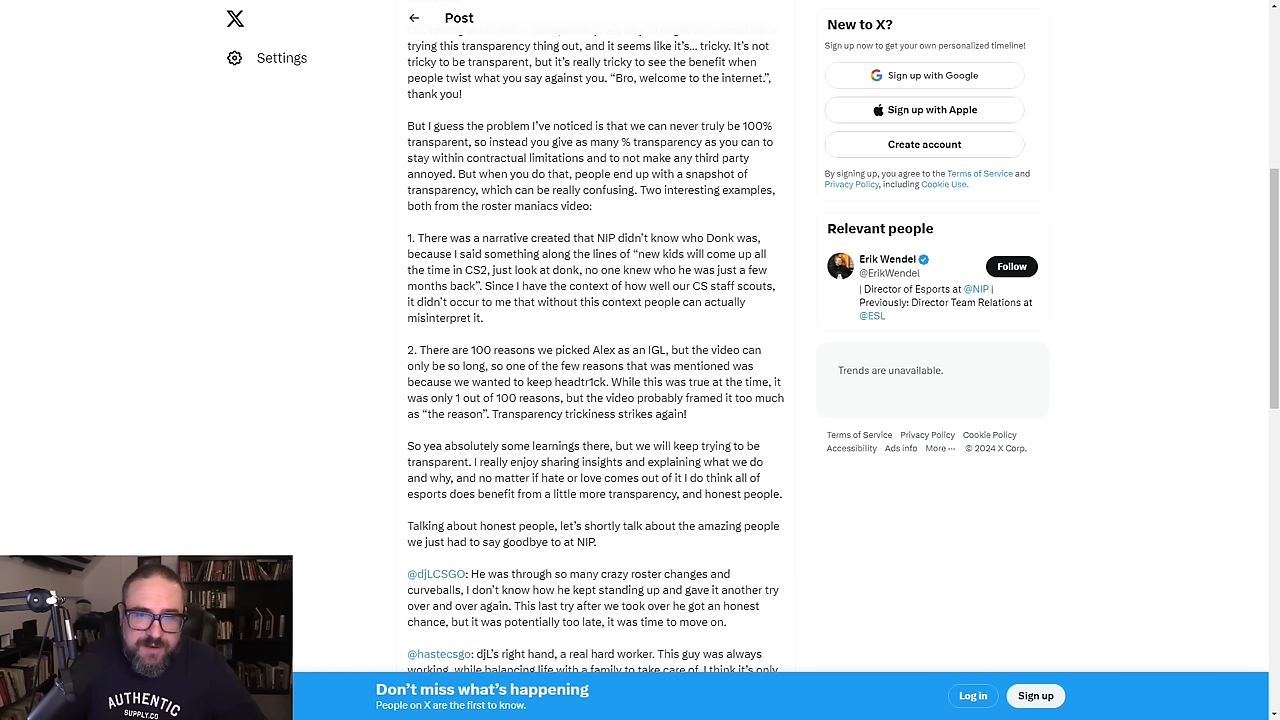 Post
Settings
trying this transparency thing out, and it seems like it's... tricky. It's not
tricky to be transparent, but it's really tricky to see the benefit when
people twist what you say against you. “Bro, welcome to the internet.”,
thank you!
But I guess the problem I've noticed is that we can never truly be 100%
transparent, so instead you give as many % transparency as you can to
stay within contractual limitations and to not make any third party
annoyed. But when you do that, people end up with a snapshot of
transparency, which can be really confusing. Two interesting examples,
both from the roster maniacs video:
1. There was a narrative created that NIP didn't know who Donk was,
because I said something along the lines of “new kids will come up all
the time in CS2, just look at donk, no one knew who he was just a few
months back”. Since I have the context of how well our CS staff scouts,
it didn't occur to me that without this context people can actually
misinterpret it.
2. There are 100 reasons we picked Alex as an IGL, but the video can
only be so long, so one of the few reasons that was mentioned was
because we wanted to keep headtr1ck. While this was true at the time, it
was only 1 out of 100 reasons, but the video probably framed it too much
as “the reason”. Transparency trickiness strikes again!
So yea absolutely some learnings there, but we will keep trying to be
transparent. I really enjoy sharing insights and explaining what we do
and why, and no matter if hate or love comes out of it I do think all of
esports does benefit from a little more transparency, and honest people.
Talking about honest people, let's shortly talk about the amazing people
we just had to say goodbye to at NIP.
@djLCSGO: He was through so many crazy roster changes and
curveballs, I don't know how he kept standing up and gave it another try
over and over again. This last try after we took over he got an honest
chance, but it was potentially too late, it was time to move on.
@hastecsgo: djL's right hand, a real hard worker. This guy was always
working, while balancing life with a family to take care of. I think it's only
New to X?
Sign up now to get your own personalized timeline!
Sign up with Google
Sign up with Apple
Create account
By signing up, you agree to the Terms of Service and
Privacy Policy, including Cookie Use.
Relevant people
Erik Wendel
@ErikWendel
Follow
| Director of Esports at @NIP |
Previously: Director Team Relations at
@ESL
Trends are unavailable.
Terms of Service Privacy Policy Cookie Policy
Accessibility Ads info More ··· © 2024 X Corp.
AUTHENTIC
SUPPLY.CO
Don't miss what's happening
People on X are the first to know.
Log in
Sign up